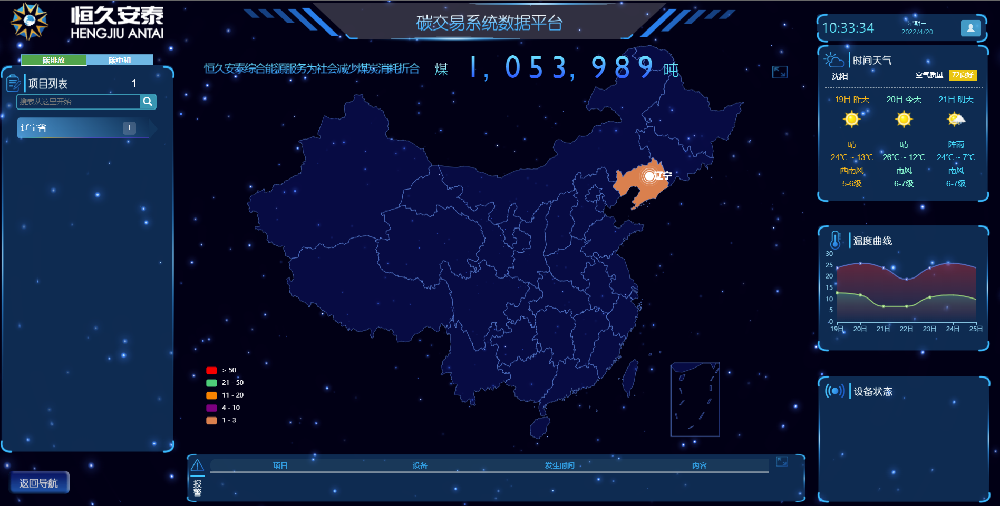 恒久安泰
HENGJIU ANTAI
碳交易系统数据平台
10:33:34
星期三
2022/4/20
碳排放 碳中和
恒久安泰综合能源服务为社会减少煤炭消耗折合 煤 1,053,989 吨
项目列表 1
搜索从这里开始...
辽宁省 1
辽宁
> 50
21 - 50
11 - 20
4 - 10
1 - 3
时间天气
沈阳 空气质量: 72良好
19日 昨天 20日 今天 21日 明天
晴 晴 阵雨
24℃ ~ 13℃ 26℃ ~ 12℃ 24℃ ~ 7℃
西南风 南风 南风
5-6级 6-7级 6-7级
温度曲线
30
25
20
15
10
5
0
19日 20日 21日 22日 23日 24日 25日
设备状态
报警
项目 设备 发生时间 内容
返回导航